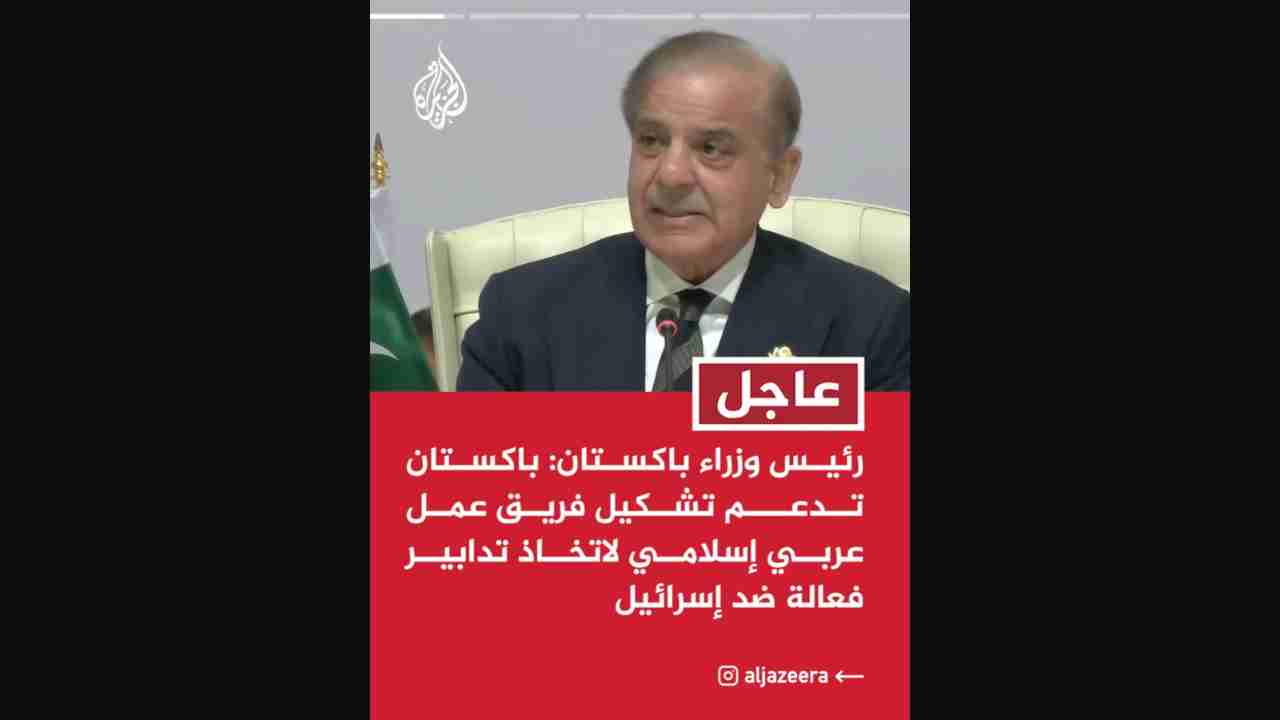 الجزيرة
عاجل
رئيس وزراء باكستان: باكستان
تدعم تشكيل فريق عمل
عربي إسلامي لاتخاذ تدابير
فعالة ضد إسرائيل
aljazeera